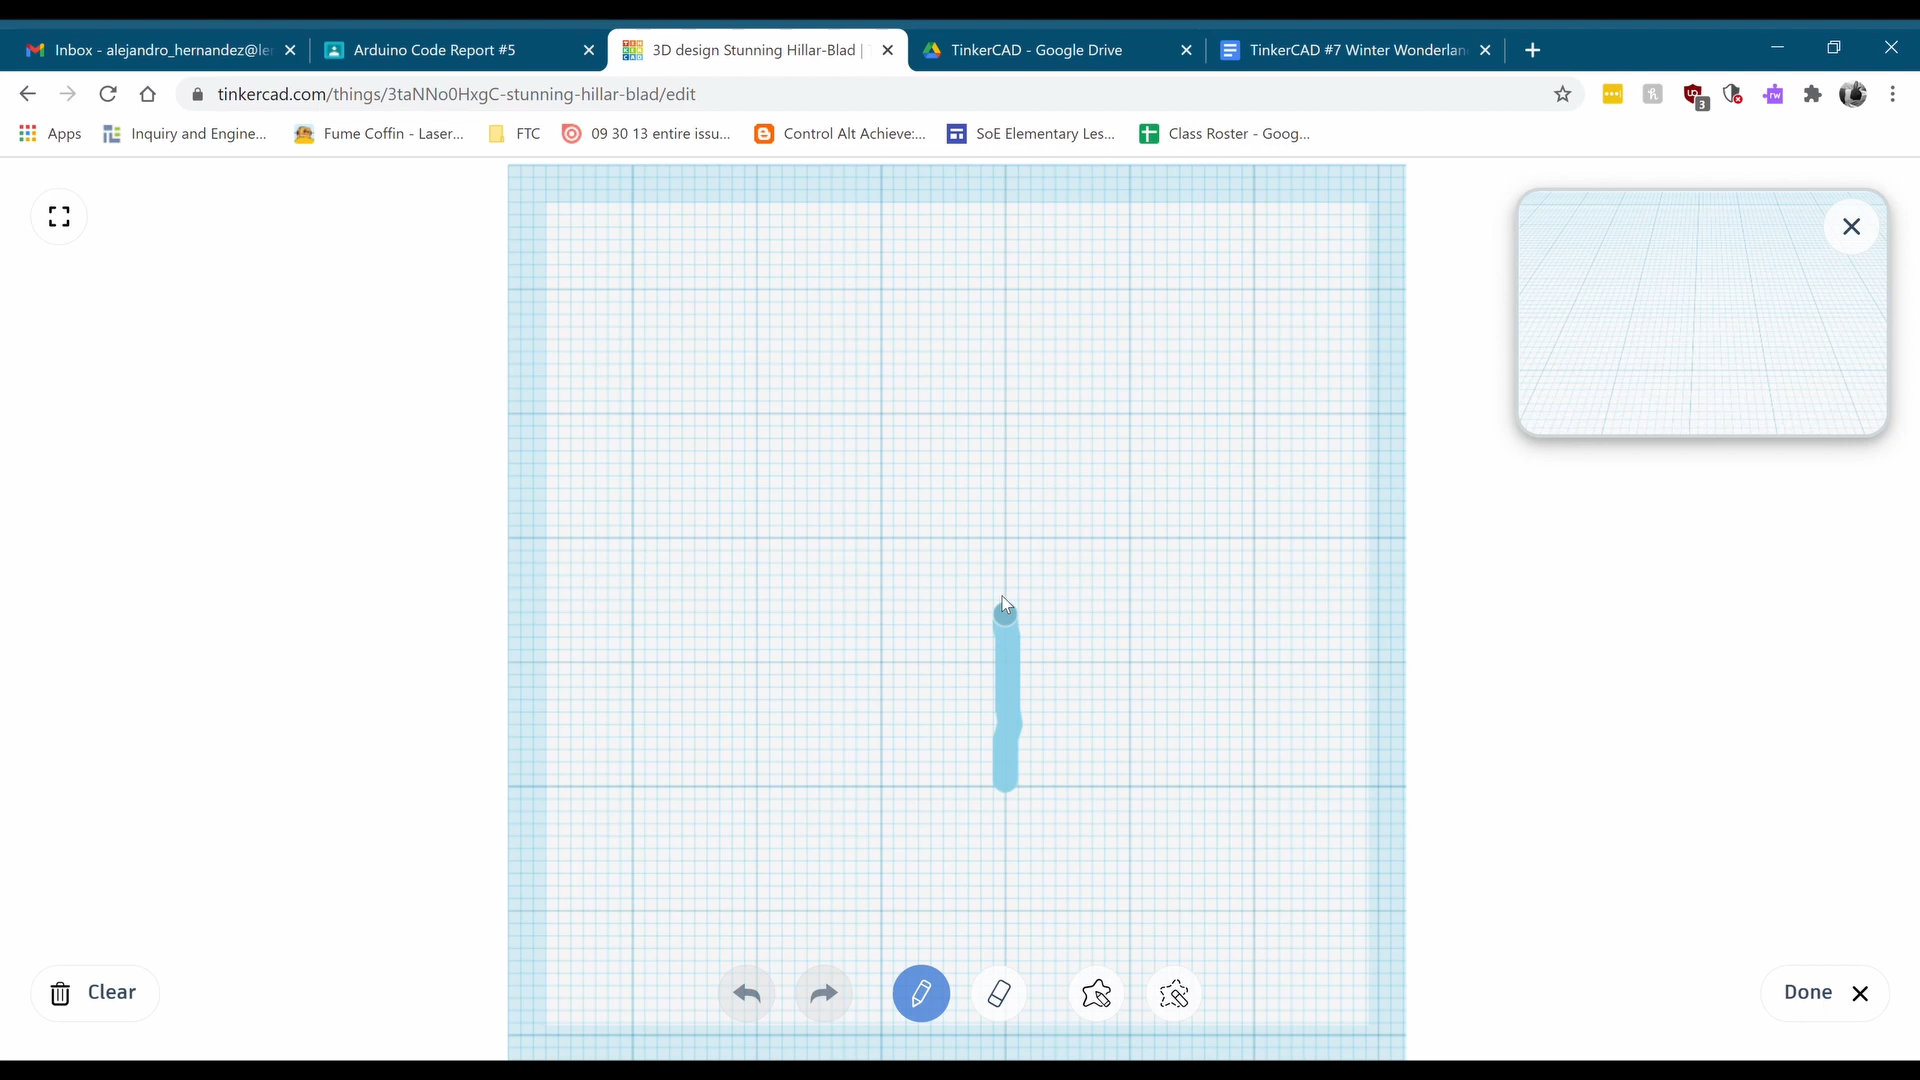 Inbox - alejandro_hernandez@le
Arduino Code Report #5
3D design Stunning Hillar-Blad |
TinkerCAD - Google Drive
TinkerCAD #7 Winter Wonderlan
tinkercad.com/things/3taNNo0HxgC-stunning-hillar-blad/edit
3
rw
Apps
Inquiry and Engine...
Fume Coffin - Laser...
FTC
09 30 13 entire issu...
Control Alt Achieve:...
SoE Elementary Les...
Class Roster - Goog...
Clear
Done